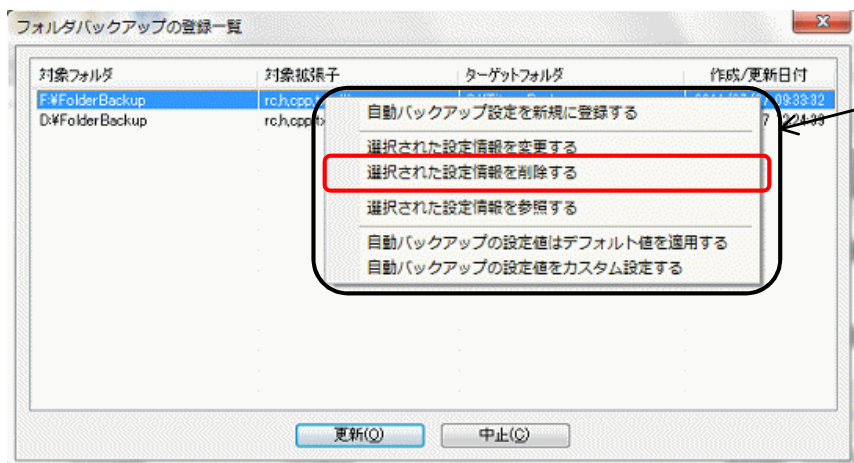 フォルダバックアップの登録一覧
対象フォルダ 対象拡張子 ターゲットフォルダ 作成/更新日付
F:¥FolderBackup rc,h,cpp 09:33:32
D:¥FolderBackup rc,h,cpp
自動バックアップ設定を新規に登録する
選択された設定情報を変更する
選択された設定情報を削除する
選択された設定情報を参照する
自動バックアップの設定値はデフォルト値を適用する
自動バックアップの設定値をカスタム設定する
更新(O) 中止(C)